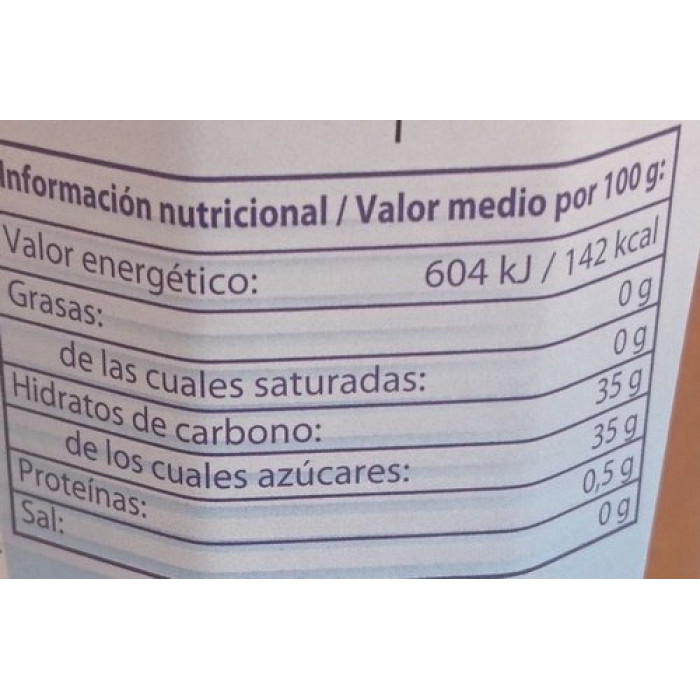 Información nutricional / Valor medio por 100 g:
Valor energético: 604 kJ / 142 kcal
Grasas: 0 g
de las cuales saturadas: 0 g
Hidratos de carbono: 35 g
de los cuales azúcares: 35 g
Proteínas: 0,5 g
Sal: 0 g